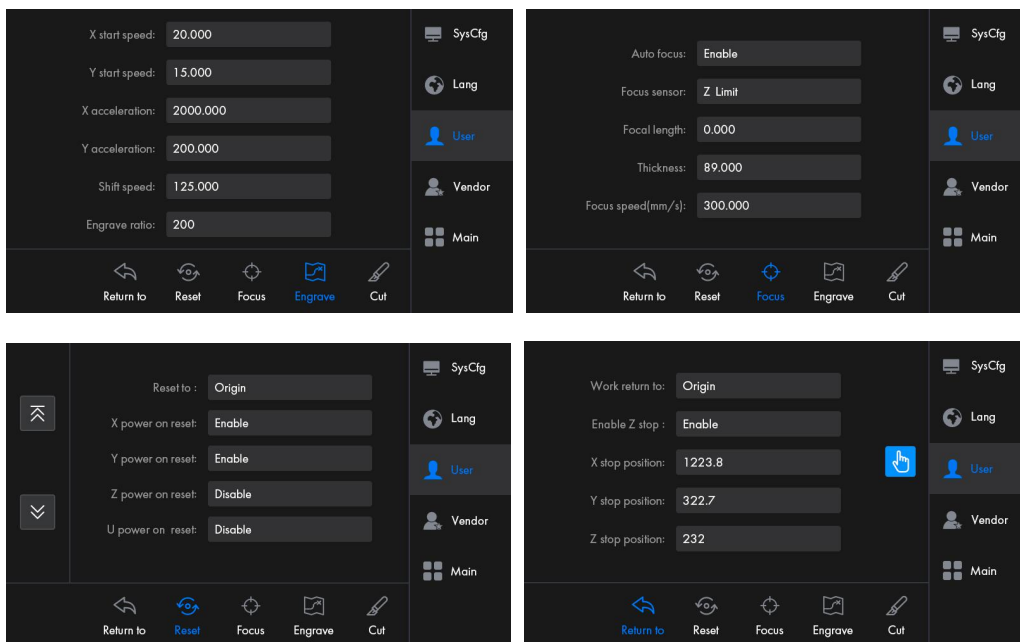 X start speed: 20.000
Y start speed: 15.000
X acceleration: 2000.000
Y acceleration: 200.000
Shift speed: 125.000
Engrave ratio: 200
Return to Reset Focus Engrave Cut
SysCfg
Lang
User
Vendor
Main
Auto focus: Enable
Focus sensor: Z Limit
Focal length: 0.000
Thickness: 89.000
Focus speed(mm/s): 300.000
Return to Reset Focus Engrave Cut
SysCfg
Lang
User
Vendor
Main
Reset to : Origin
X power on reset: Enable
Y power on reset: Enable
Z power on reset: Disable
U power on reset: Disable
Return to Reset Focus Engrave Cut
SysCfg
Lang
User
Vendor
Main
Work return to: Origin
Enable Z stop : Enable
X stop position: 1223.8
Y stop position: 322.7
Z stop position: 232
Return to Reset Focus Engrave Cut
SysCfg
Lang
User
Vendor
Main